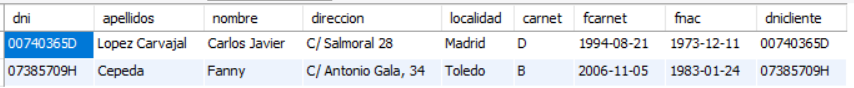 dni apellidos nombre direccion localidad carnet fcarnet fnac dnicliente
00740365D Lopez Carvajal Carlos Javier C/ Salmoral 28 Madrid D 1994-08-21 1973-12-11 00740365D
07385709H Cepeda Fanny C/ Antonio Gala, 34 Toledo B 2006-11-05 1983-01-24 07385709H